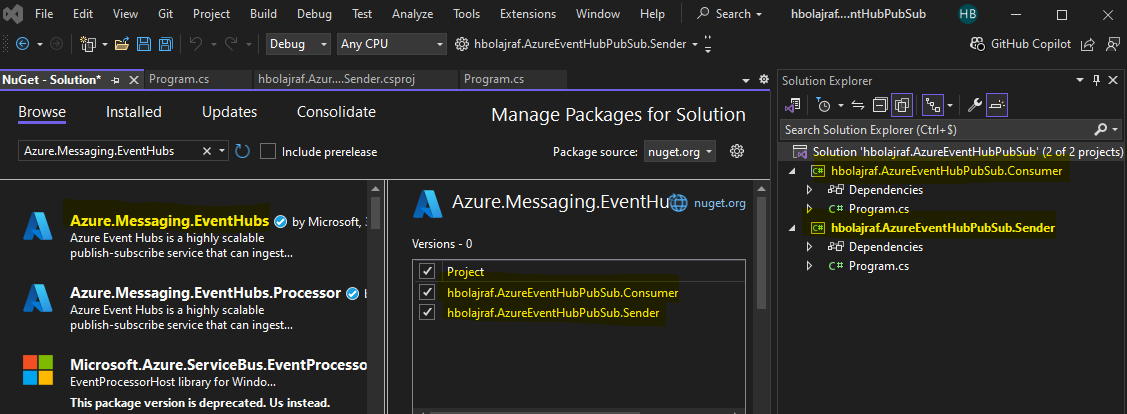 File Edit View Git Project Build Debug Test Analyze Tools Extensions Window Help Search hbolajraf....ntHubPubSub HB
Debug Any CPU hbolajraf.AzureEventHubPubSub.Sender GitHub Copilot
NuGet - Solution* Program.cs hbolajraf.Azur....Sender.csproj Program.cs
Browse Installed Updates Consolidate
Manage Packages for Solution
Azure.Messaging.EventHubs Include prerelease Package source: nuget.org
Azure.Messaging.EventHubs by Microsoft,
Azure Event Hubs is a highly scalable
publish-subscribe service that can ingest...
Azure.Messaging.EventHubs.Processor
Azure Event Hubs is a highly scalable
publish-subscribe service that can ingest...
Microsoft.Azure.ServiceBus.EventProcesso
EventProcessorHost library for Windo...
This package version is deprecated. Us instead.
Azure.Messaging.EventHu nuget.org
Versions - 0
Project
hbolajraf.AzureEventHubPubSub.Consumer
hbolajraf.AzureEventHubPubSub.Sender
Solution Explorer
Search Solution Explorer (Ctrl+$)
Solution 'hbolajraf.AzureEventHubPubSub' (2 of 2 projects)
C# hbolajraf.AzureEventHubPubSub.Consumer
Dependencies
C# Program.cs
C# hbolajraf.AzureEventHubPubSub.Sender
Dependencies
C# Program.cs